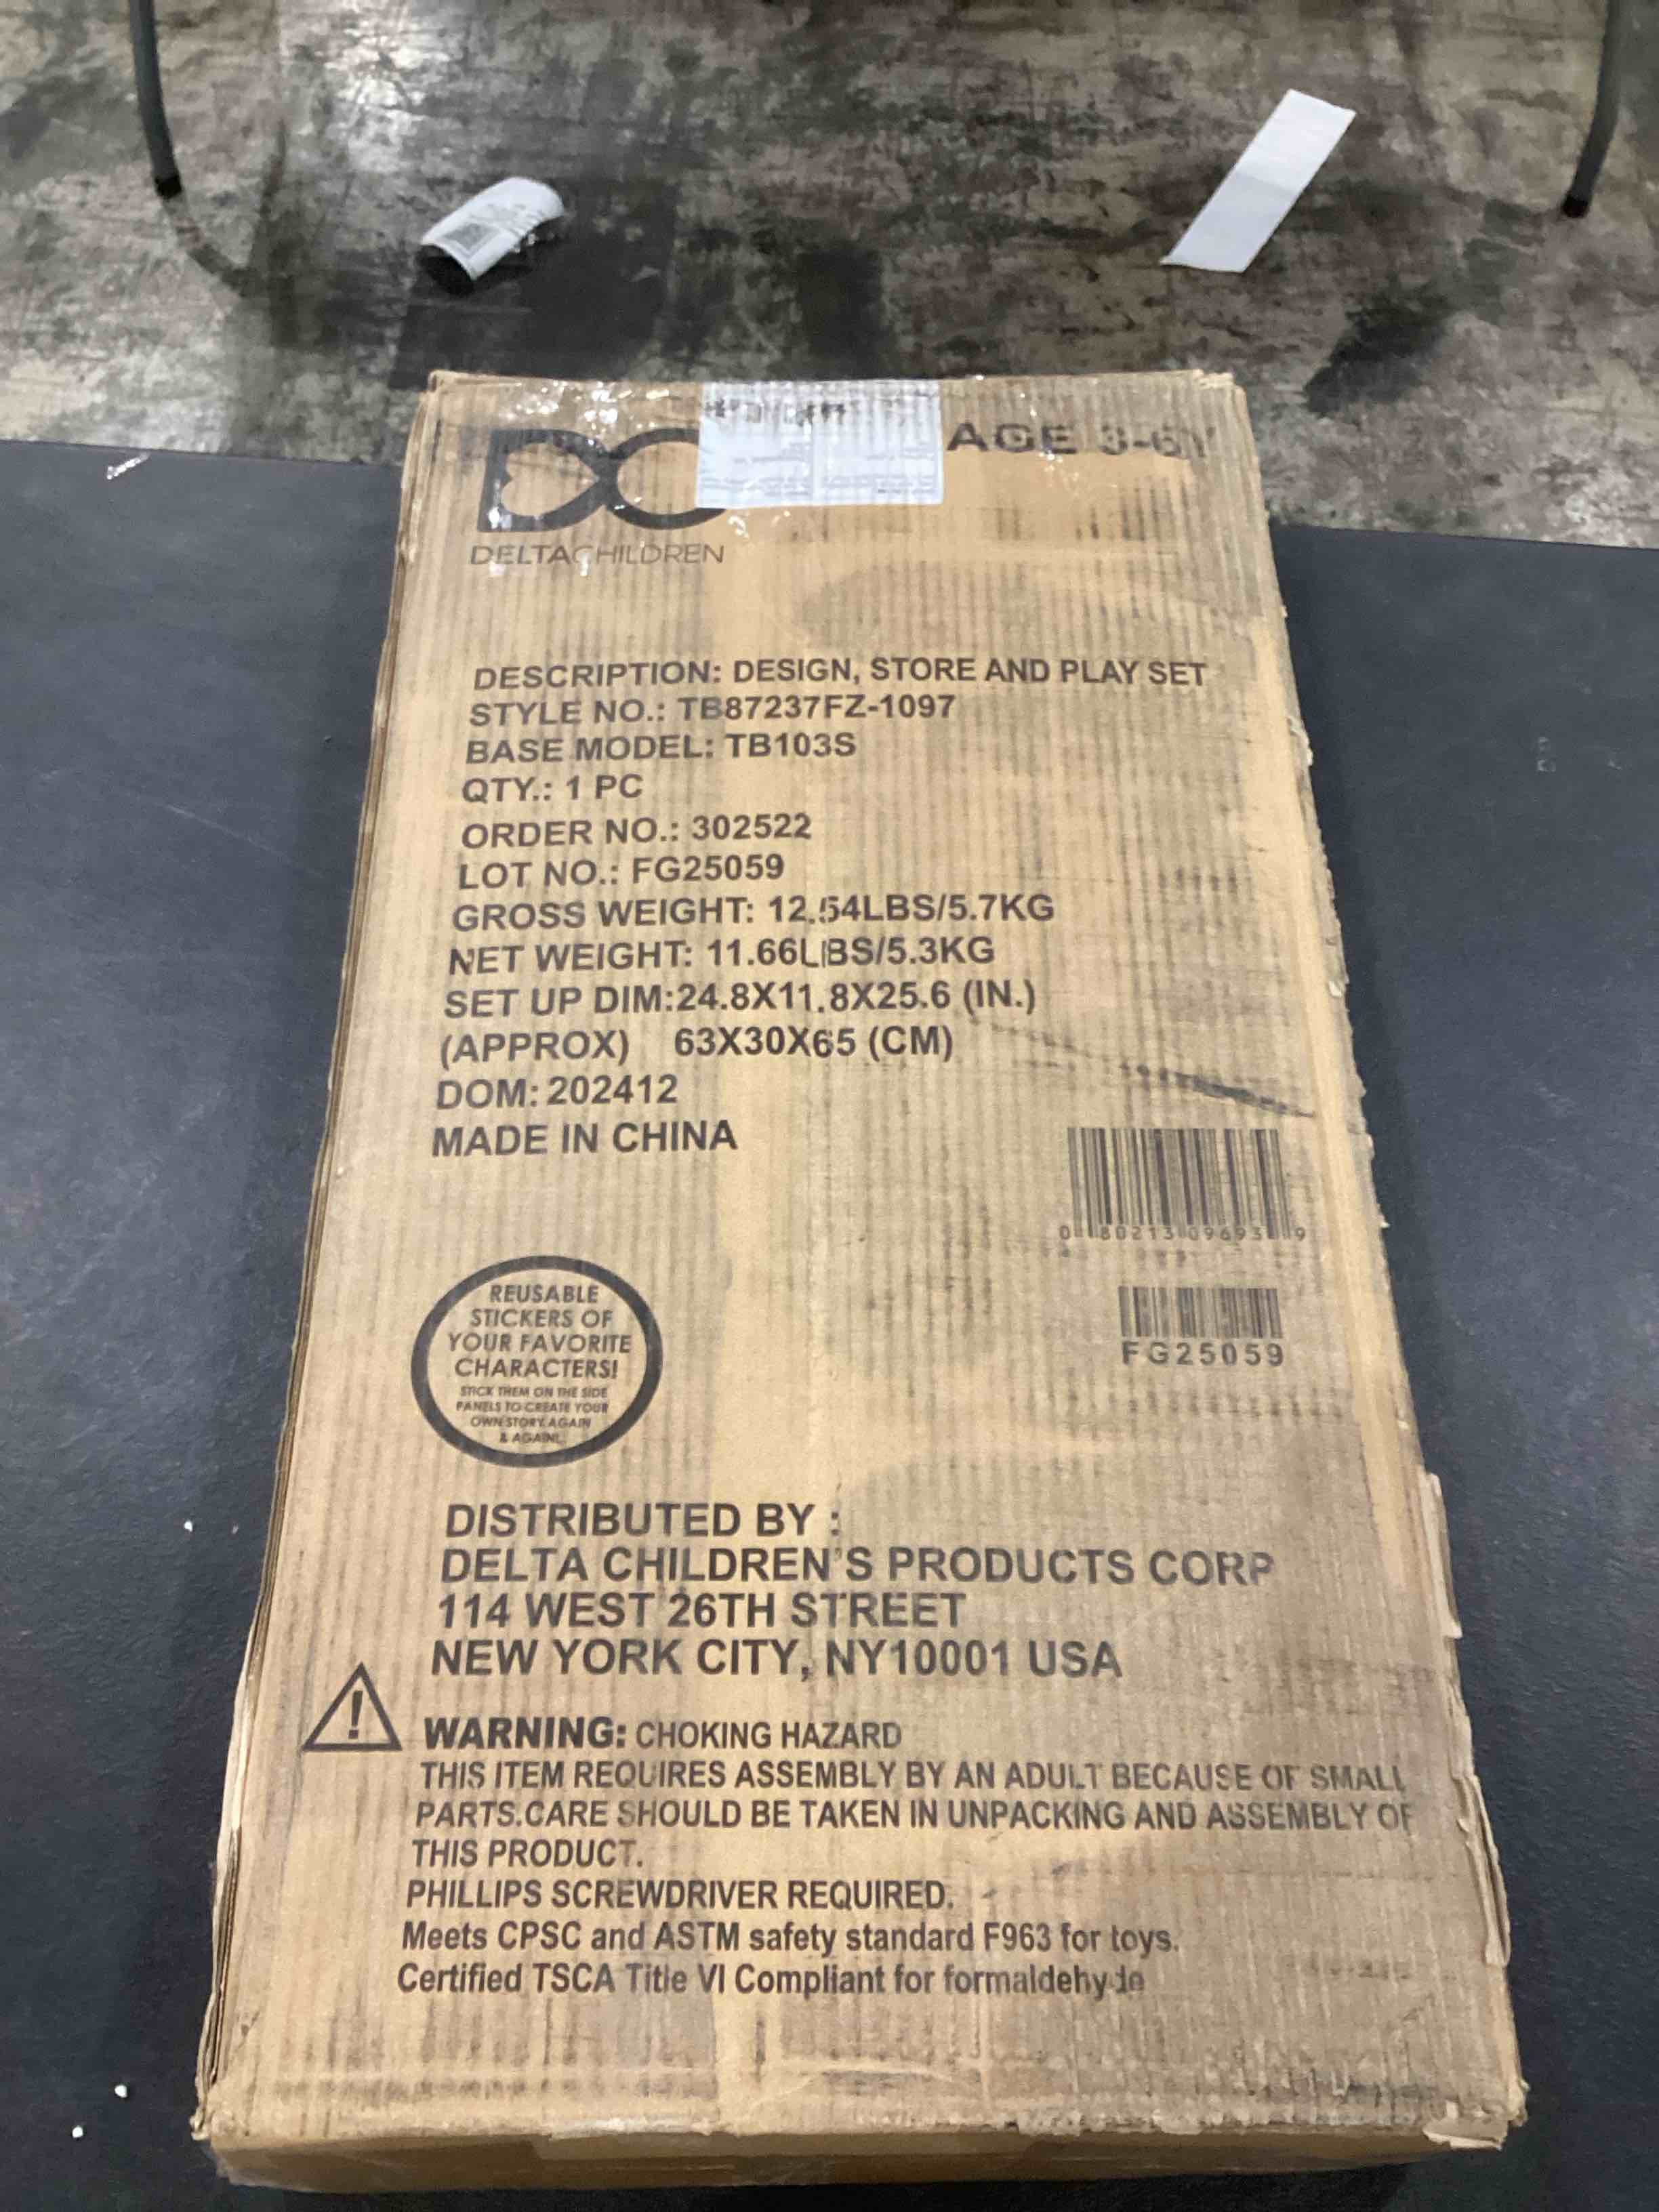 AGE 3-6Y
DC
DELTACHILDREN
DESCRIPTION: DESIGN, STORE AND PLAY SET
STYLE NO.: TB87237FZ-1097
BASE MODEL: TB103S
QTY.: 1 PC
ORDER NO.: 302522
LOT NO.: FG25059
GROSS WEIGHT: 12.54LBS/5.7KG
NET WEIGHT: 11.66LBS/5.3KG
SET UP DIM:24.8X11.8X25.6 (IN.)
(APPROX) 63X30X65 (CM)
DOM: 202412
MADE IN CHINA
0 80213 09693 9
FG25059
REUSABLE
STICKERS OF
YOUR FAVORITE
CHARACTERS!
STICK THEM ON THE SIDE
PANELS TO CREATE YOUR
OWN STORY AGAIN
& AGAIN!
DISTRIBUTED BY :
DELTA CHILDREN'S PRODUCTS CORP
114 WEST 26TH STREET
NEW YORK CITY, NY10001 USA
WARNING: CHOKING HAZARD
THIS ITEM REQUIRES ASSEMBLY BY AN ADULT BECAUSE OF SMALL
PARTS.CARE SHOULD BE TAKEN IN UNPACKING AND ASSEMBLY OF
THIS PRODUCT.
PHILLIPS SCREWDRIVER REQUIRED.
Meets CPSC and ASTM safety standard F963 for toys.
Certified TSCA Title VI Compliant for formaldehyde